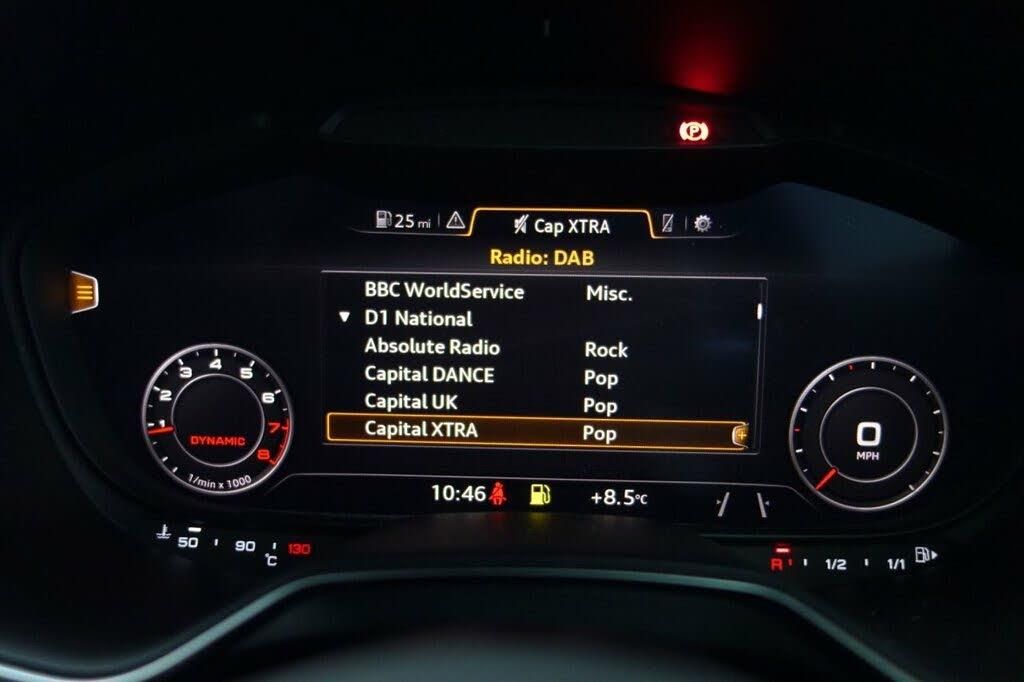 P
25 mi
Cap XTRA
Radio: DAB
BBC WorldService Misc.
D1 National
Absolute Radio Rock
Capital DANCE Pop
Capital UK Pop
Capital XTRA Pop
1 2 3 4 5 6 7 8
DYNAMIC
1/min x 1000
0
MPH
10:46
+8.5°C
50 90 130
°C
R 1/2 1/1